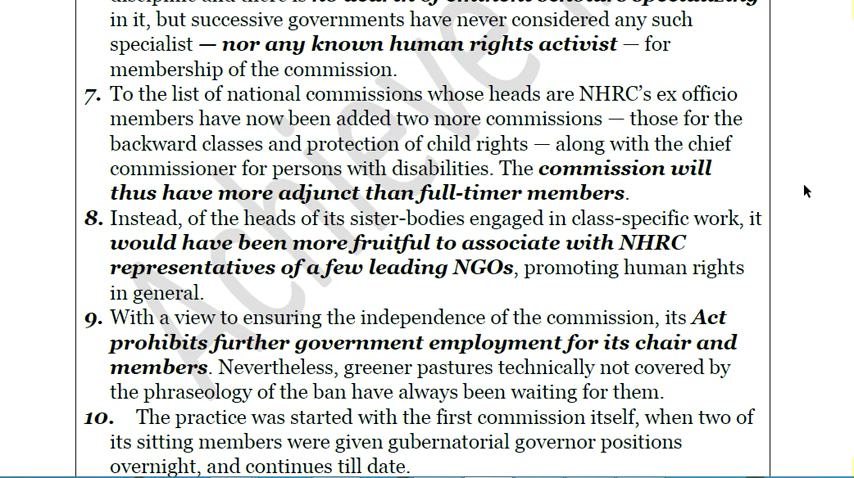 in it, but successive governments have never considered any such
specialist — nor any known human rights activist — for
membership of the commission.
7. To the list of national commissions whose heads are NHRC's ex officio
members have now been added two more commissions — those for the
backward classes and protection of child rights — along with the chief
commissioner for persons with disabilities. The commission will
thus have more adjunct than full-timer members.
8. Instead, of the heads of its sister-bodies engaged in class-specific work, it
would have been more fruitful to associate with NHRC
representatives of a few leading NGOs, promoting human rights
in general.
9. With a view to ensuring the independence of the commission, its Act
prohibits further government employment for its chair and
members. Nevertheless, greener pastures technically not covered by
the phraseology of the ban have always been waiting for them.
10. The practice was started with the first commission itself, when two of
its sitting members were given gubernatorial governor positions
overnight, and continues till date.
Achieve